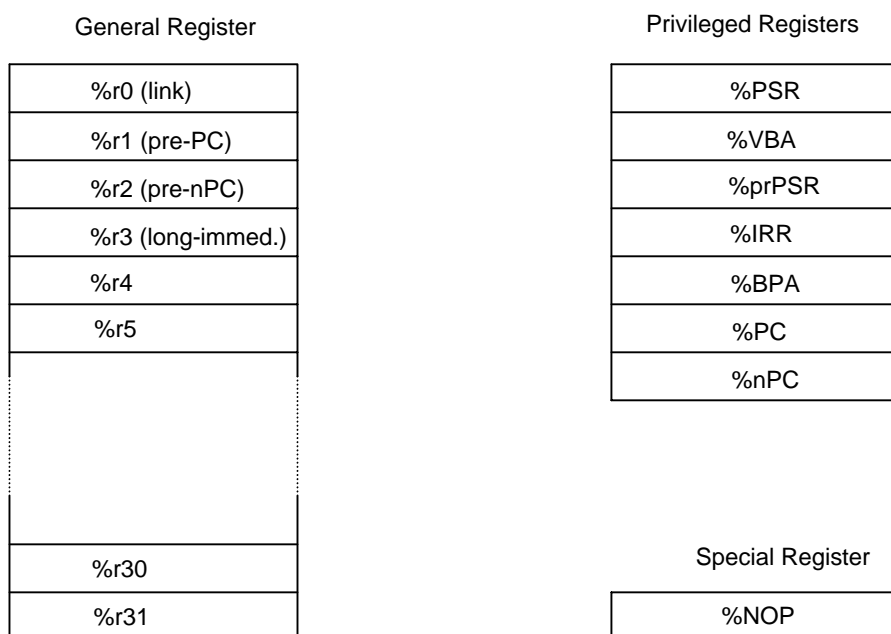 General Register
%r0 (link)
%r1 (pre-PC)
%r2 (pre-nPC)
%r3 (long-immed.)
%r4
%r5
%r30
%r31
Privileged Registers
%PSR
%VBA
%prPSR
%IRR
%BPA
%PC
%nPC
Special Register
%NOP